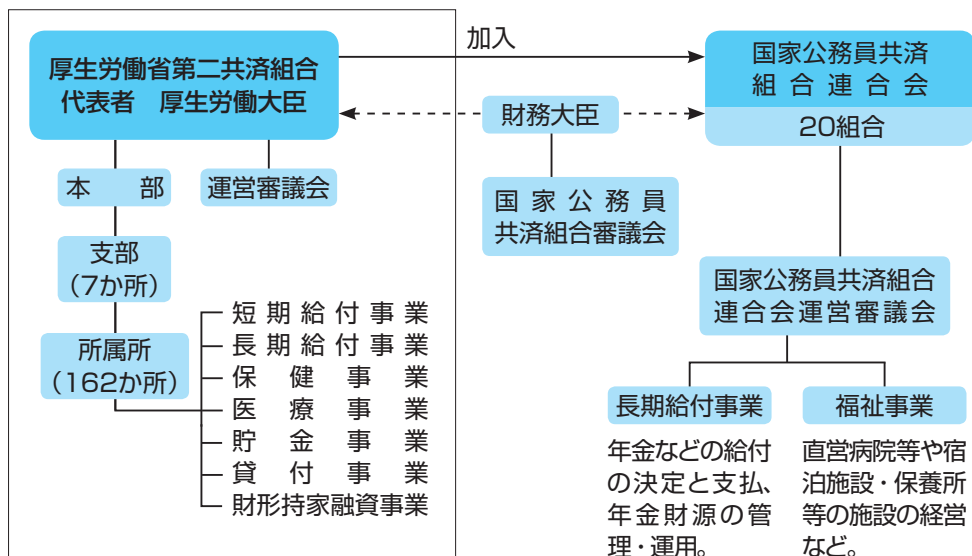 厚生労働省第二共済組合
代表者　厚生労働大臣
本　部
運営審議会
支部
（7か所）
所属所
（162か所）
短期給付事業
長期給付事業
保健事業
医療事業
貯金事業
貸付事業
財形持家融資事業
加入
財務大臣
国家公務員
共済組合審議会
国家公務員共済
組合連合会
20組合
国家公務員共済組合
連合会運営審議会
長期給付事業
年金などの給付
の決定と支払、
年金財源の管
理・運用。
福祉事業
直営病院等や宿
泊施設・保養所
等の施設の経営
など。